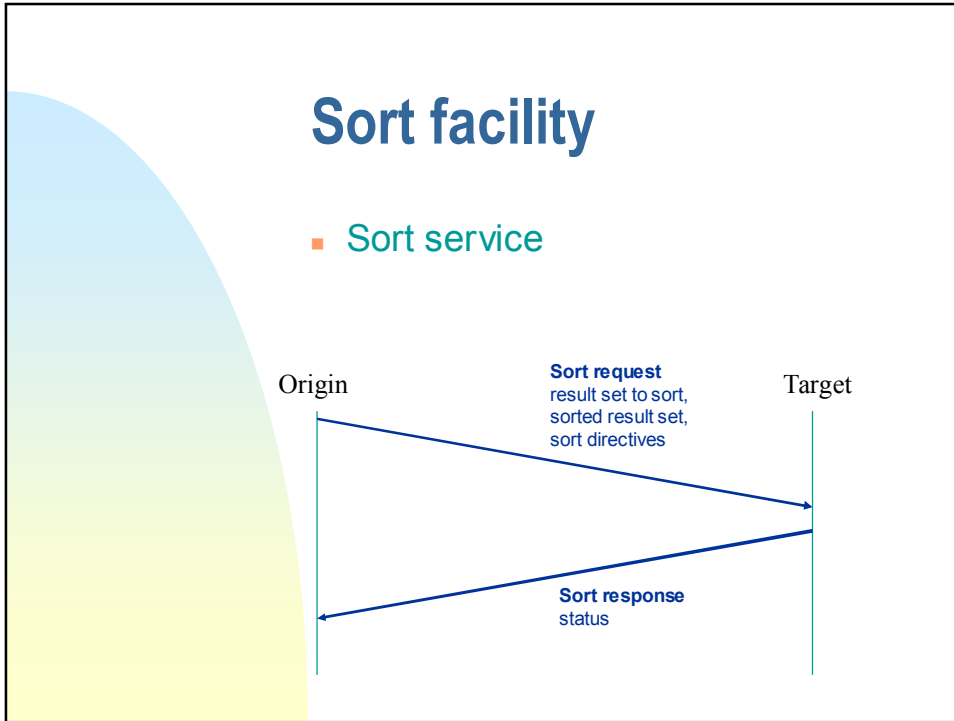 Sort facility
Sort service
Origin
Sort request
result set to sort,
sorted result set,
sort directives
Target
Sort response
status